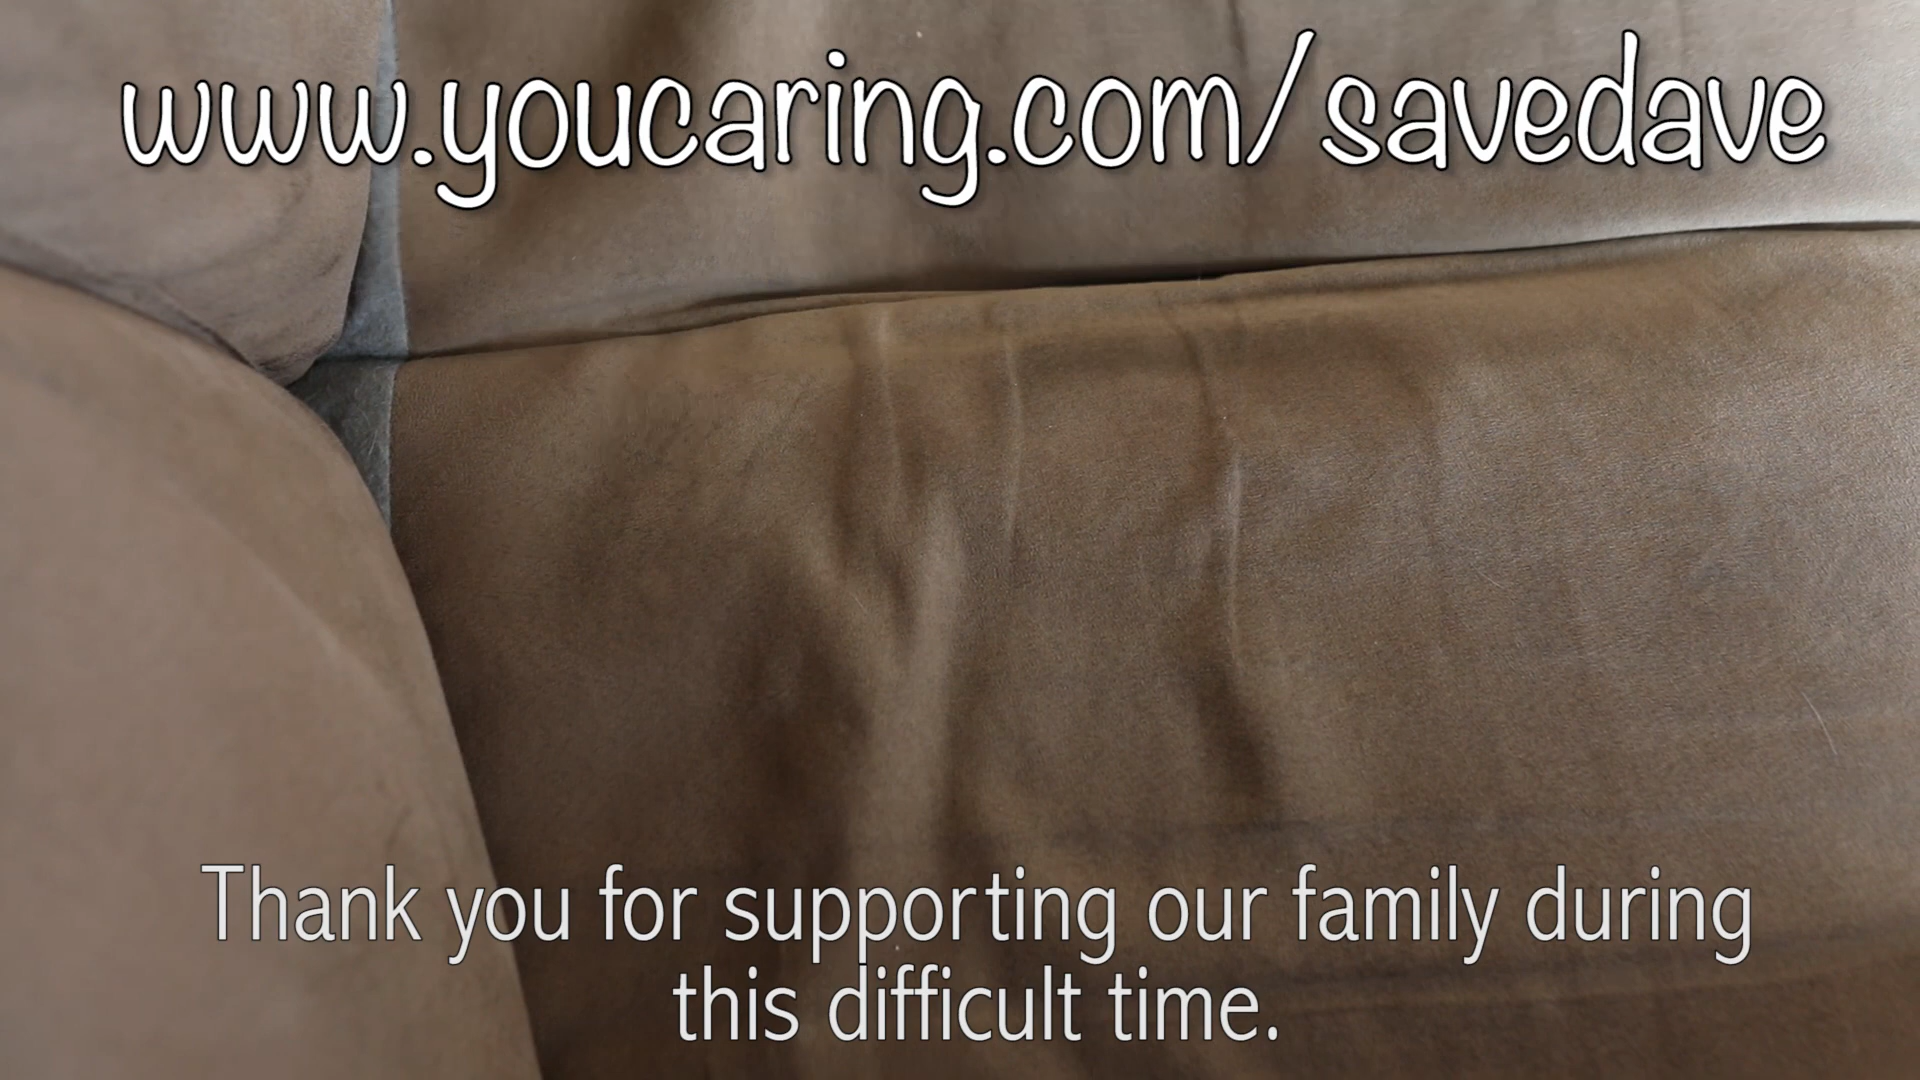 www.youcaring.com/savedave
Thank you for supporting our family during
this difficult time.